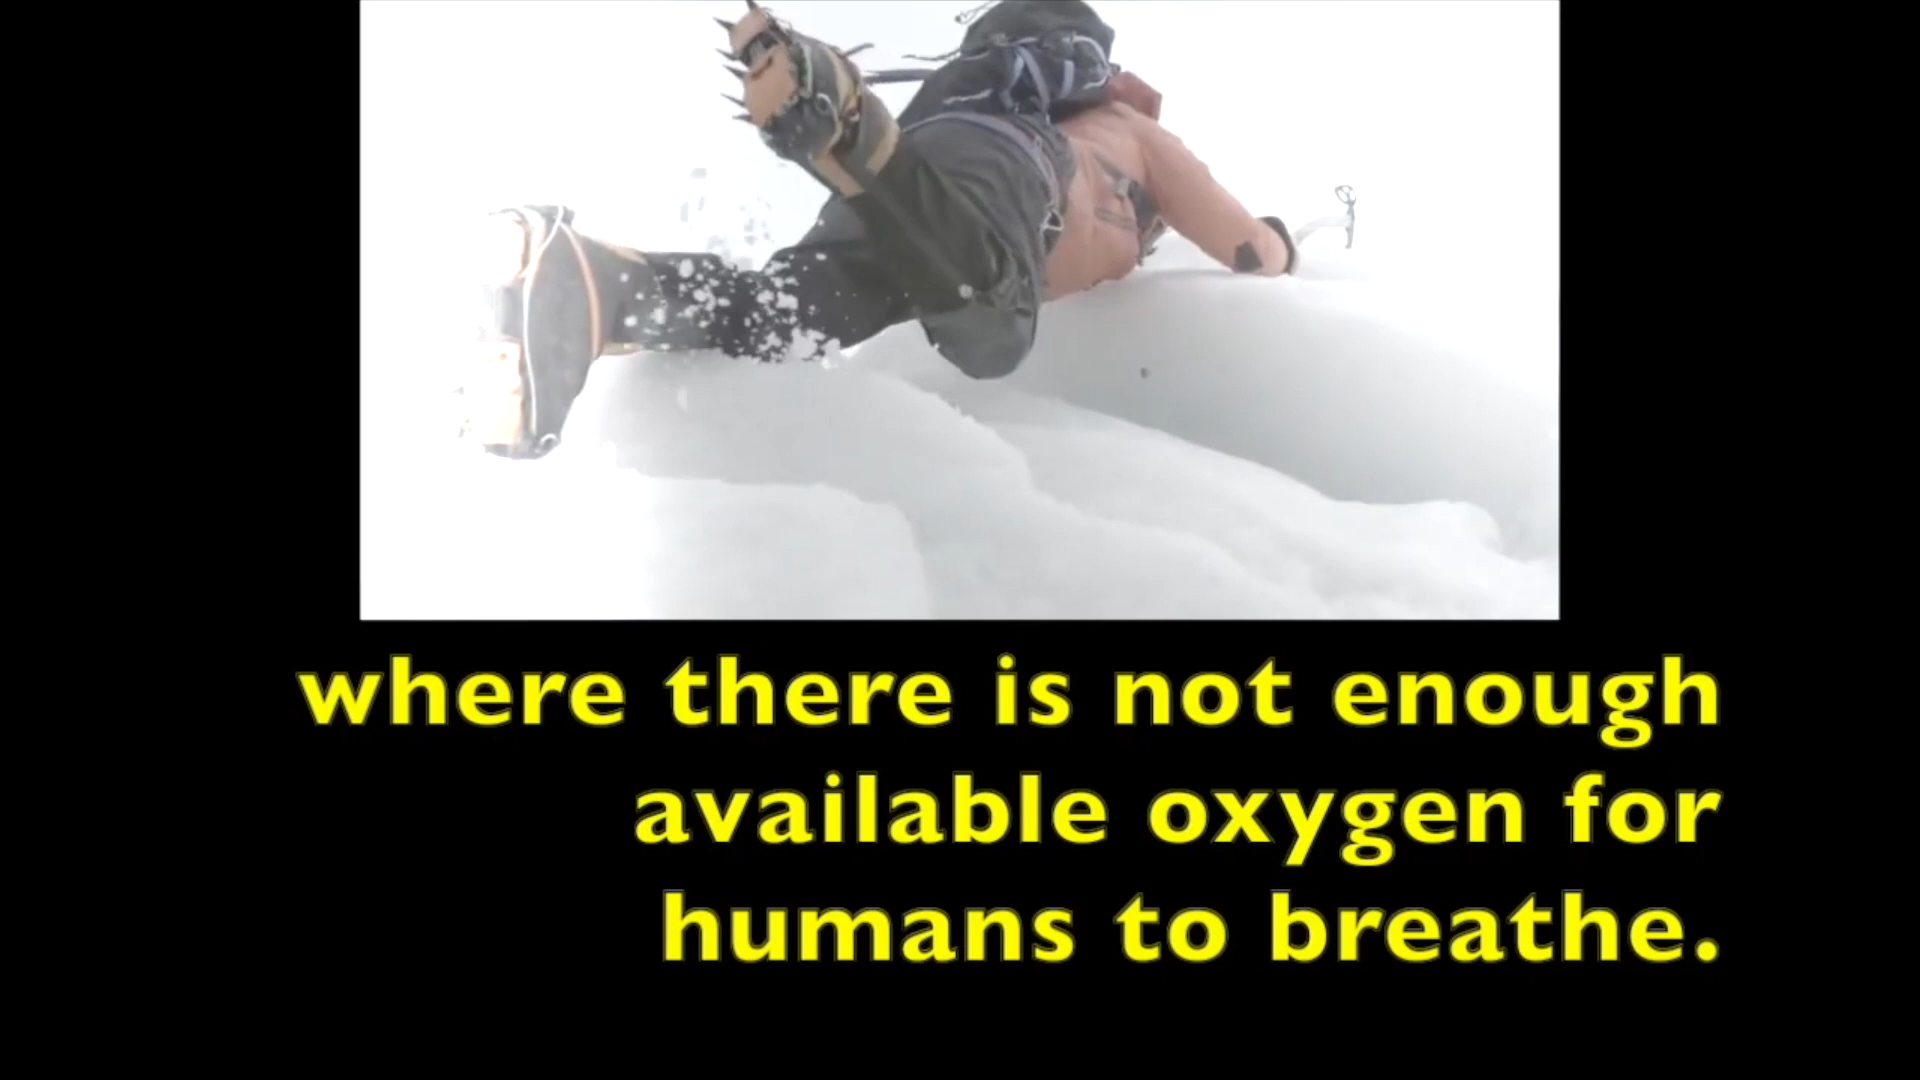 where there is not enough
available oxygen for
humans to breathe.